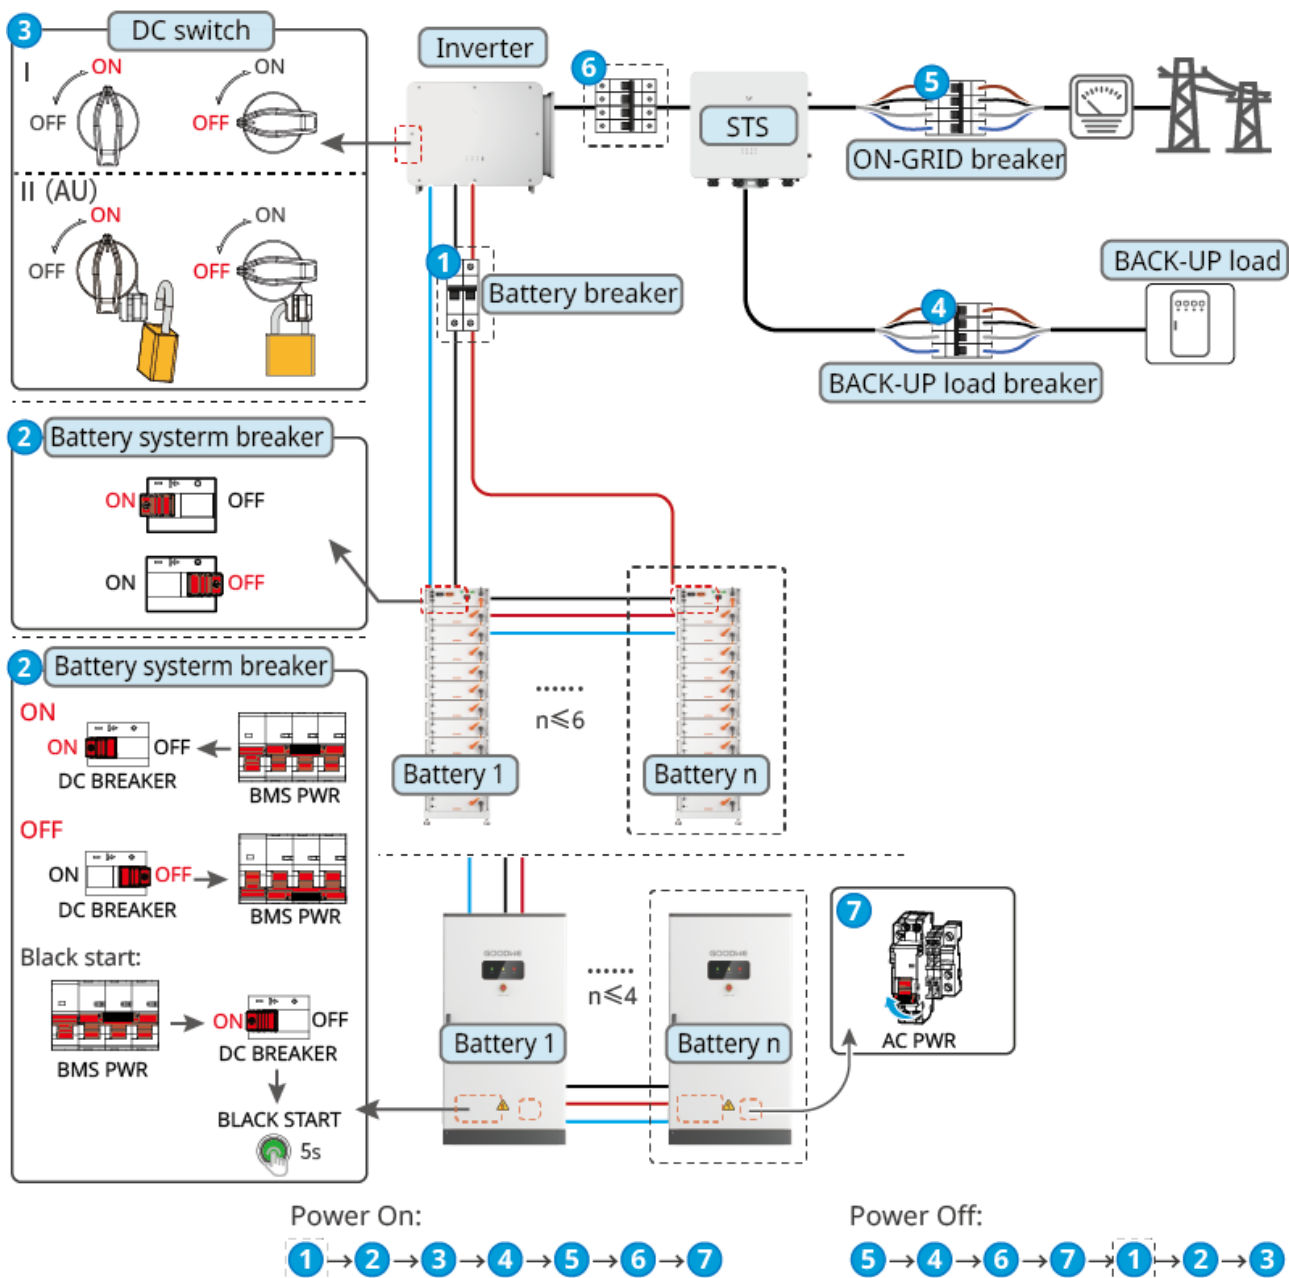 3 DC switch
I
ON
OFF
ON
OFF
II (AU)
ON
OFF
ON
OFF
Inverter
6
STS
5
ON-GRID breaker
1
Battery breaker
BACK-UP load
4
BACK-UP load breaker
2 Battery systerm breaker
ON OFF
ON OFF
n≤6
Battery 1
Battery n
2 Battery systerm breaker
ON
ON OFF
DC BREAKER
BMS PWR
OFF
ON OFF
DC BREAKER
BMS PWR
Black start:
BMS PWR
ON OFF
DC BREAKER
BLACK START
5s
GOODWE
GOODWE
n≤4
Battery 1
Battery n
7
AC PWR
Power On:
1→2→3→4→5→6→7
Power Off:
5→4→6→7→1→2→3